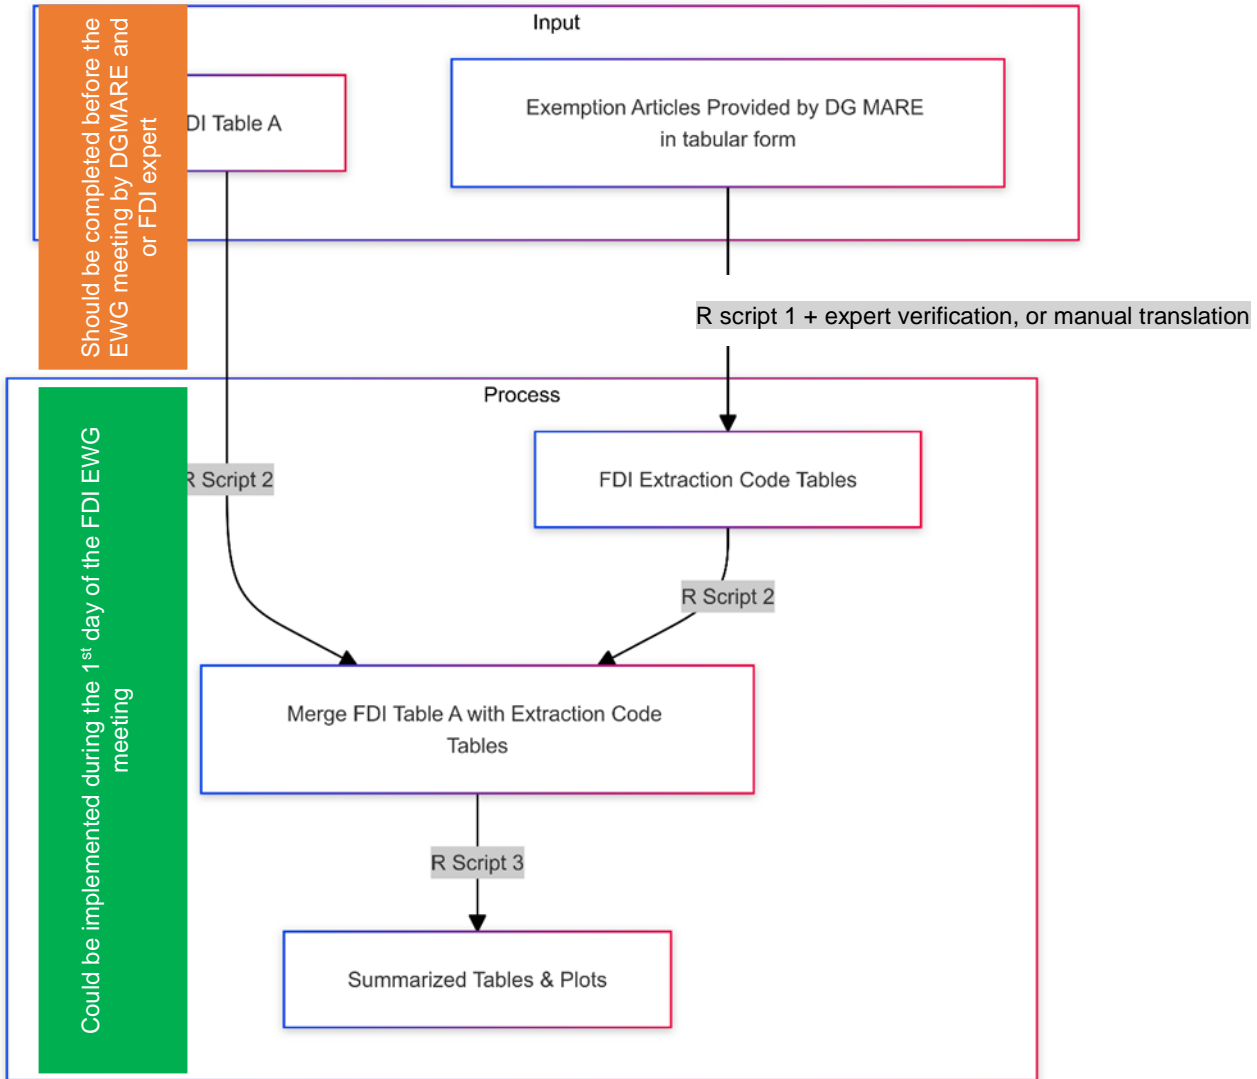 Input
Should be completed before the
EWG meeting by DGMARE and
or FDI expert
DI Table A
Exemption Articles Provided by DG MARE
in tabular form
R script 1 + expert verification, or manual translation
Process
Could be implemented during the 1st day of the FDI EWG
meeting
R Script 2
FDI Extraction Code Tables
R Script 2
Merge FDI Table A with Extraction Code
Tables
R Script 3
Summarized Tables & Plots